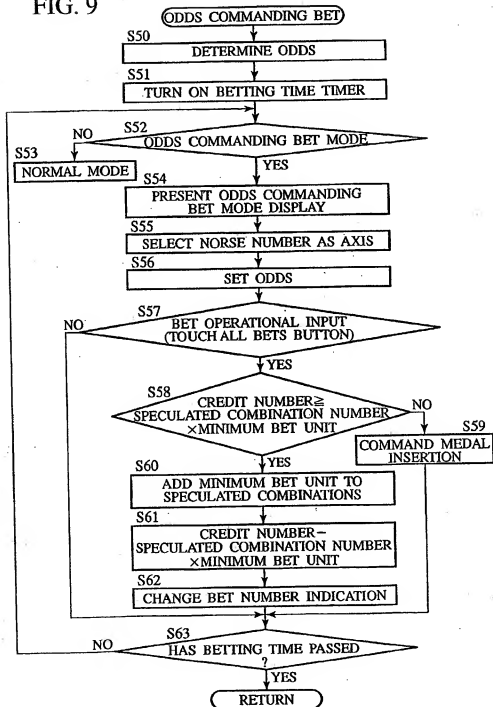 FIG. 9
ODDS COMMANDING BET
S50
DETERMINE ODDS
S51
TURN ON BETTING TIME TIMER
S52
NO
ODDS COMMANDING BET MODE
S53
NORMAL MODE
YES
S54
PRESENT ODDS COMMANDING
BET MODE DISPLAY
S55
SELECT NORSE NUMBER AS AXIS
S56
SET ODDS
S57
NO
BET OPERATIONAL INPUT
(TOUCH ALL BETS BUTTON)
YES
S58
CREDIT NUMBER≧
SPECULATED COMBINATION NUMBER
×MINIMUM BET UNIT
NO
S59
COMMAND MEDAL
INSERTION
YES
S60
ADD MINIMUM BET UNIT TO
SPECULATED COMBINATIONS
S61
CREDIT NUMBER−
SPECULATED COMBINATION NUMBER
×MINIMUM BET UNIT
S62
CHANGE BET NUMBER INDICATION
S63
NO
HAS BETTING TIME PASSED
?
YES
RETURN